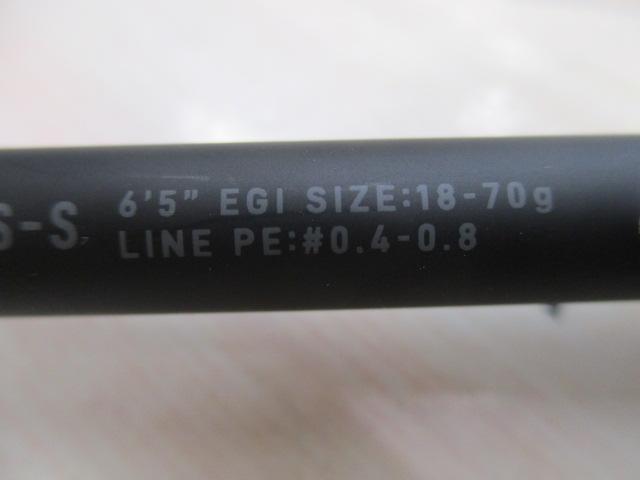 S-S 6'5" EGI SIZE:18-70g
LINE PE:#0.4-0.8